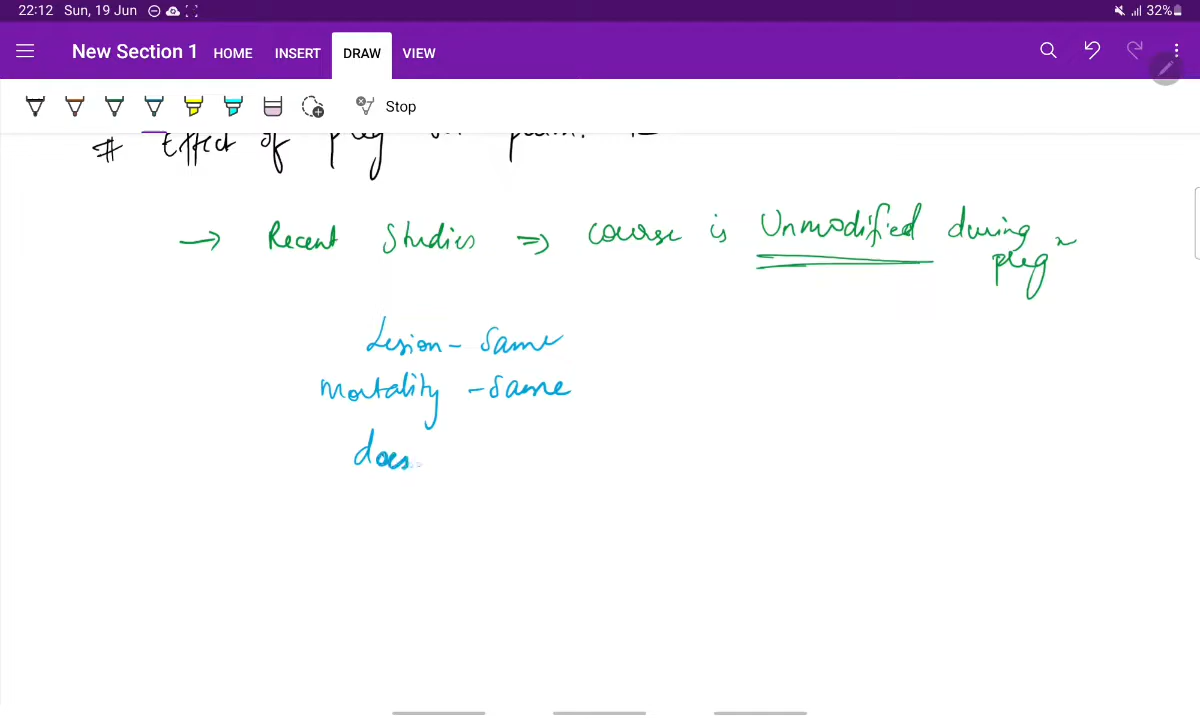 22:12 Sun, 19 Jun 32%
New Section 1 HOME INSERT DRAW VIEW
Stop
# Effect of preg
→ Recent Studies ⇒ course is Unmodified during preg
Lesion - Same
Mortality - Same
does